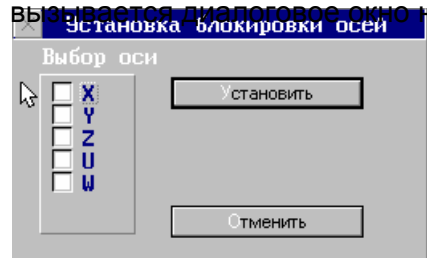 вызывается диалоговое окно н
Установка блокировки осей
Выбор оси
X
Установить
Y
Z
U
W
Отменить